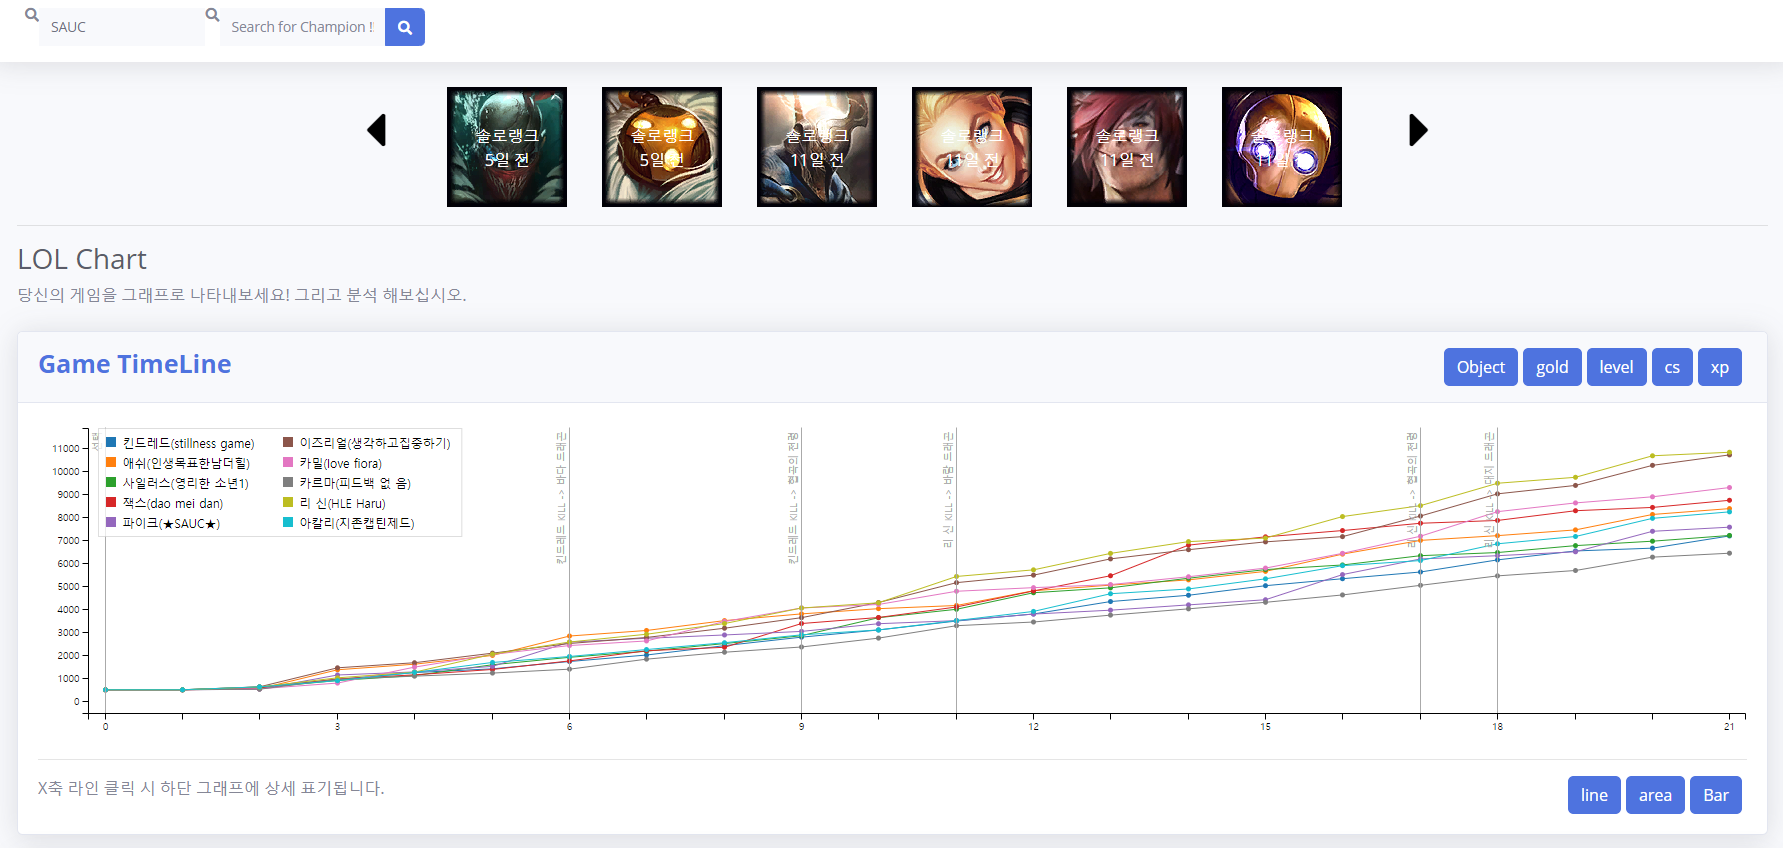 SAUC
Search for Champion !!
솔로랭크
5일 전
솔로랭크
5일 전
솔로랭크
11일 전
솔로랭크
11일 전
솔로랭크
11일 전
솔로랭크
11일 전
LOL Chart
당신의 게임을 그래프로 나타내보세요! 그리고 분석 해보십시오.
Game TimeLine
Object gold level cs xp
선택
킨드레드(stillness game)
애쉬(인생목표한남더힐)
사일러스(영리한 소년1)
잭스(dao mei dan)
파이크(★SAUC★)
이즈리얼(생각하고집중하기)
카밀(love fiora)
카르마(피드백 없 음)
리 신(HLE Haru)
아칼리(지존캡틴제드)
킨드레드 KILL -> 바다 드래곤
킨드레드 KILL -> 협곡의 전령
리 신 KILL -> 바람 드래곤
리 신 KILL -> 협곡의 전령
리 신 KILL -> 대지 드래곤
11000
10000
9000
8000
7000
6000
5000
4000
3000
2000
1000
0
0 3 6 9 12 15 18 21
X축 라인 클릭 시 하단 그래프에 상세 표기됩니다.
line area Bar